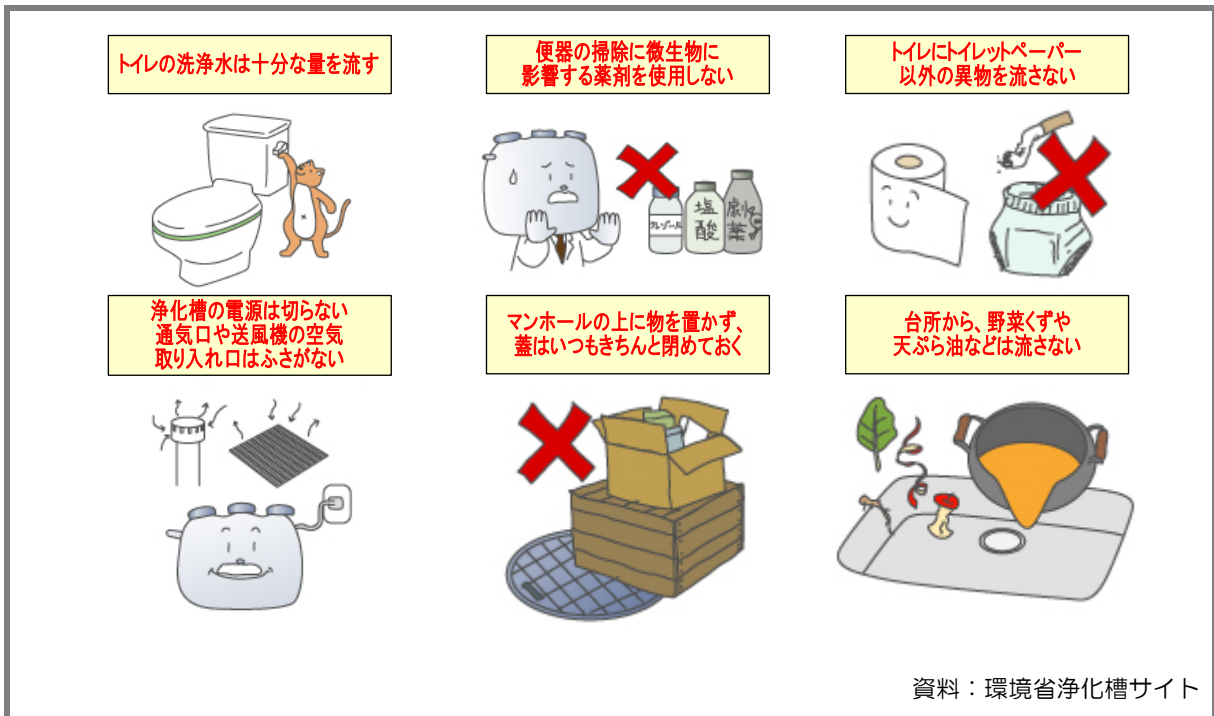 トイレの洗浄水は十分な量を流す
便器の掃除に微生物に
影響する薬剤を使用しない
トイレにトイレットペーパー
以外の異物を流さない
クレゾール
塩
酸
薬
浄化槽の電源は切らない
通気口や送風機の空気
取り入れ口はふさがない
マンホールの上に物を置かず、
蓋はいつもきちんと閉めておく
台所から、野菜くずや
天ぷら油などは流さない
資料：環境省浄化槽サイト